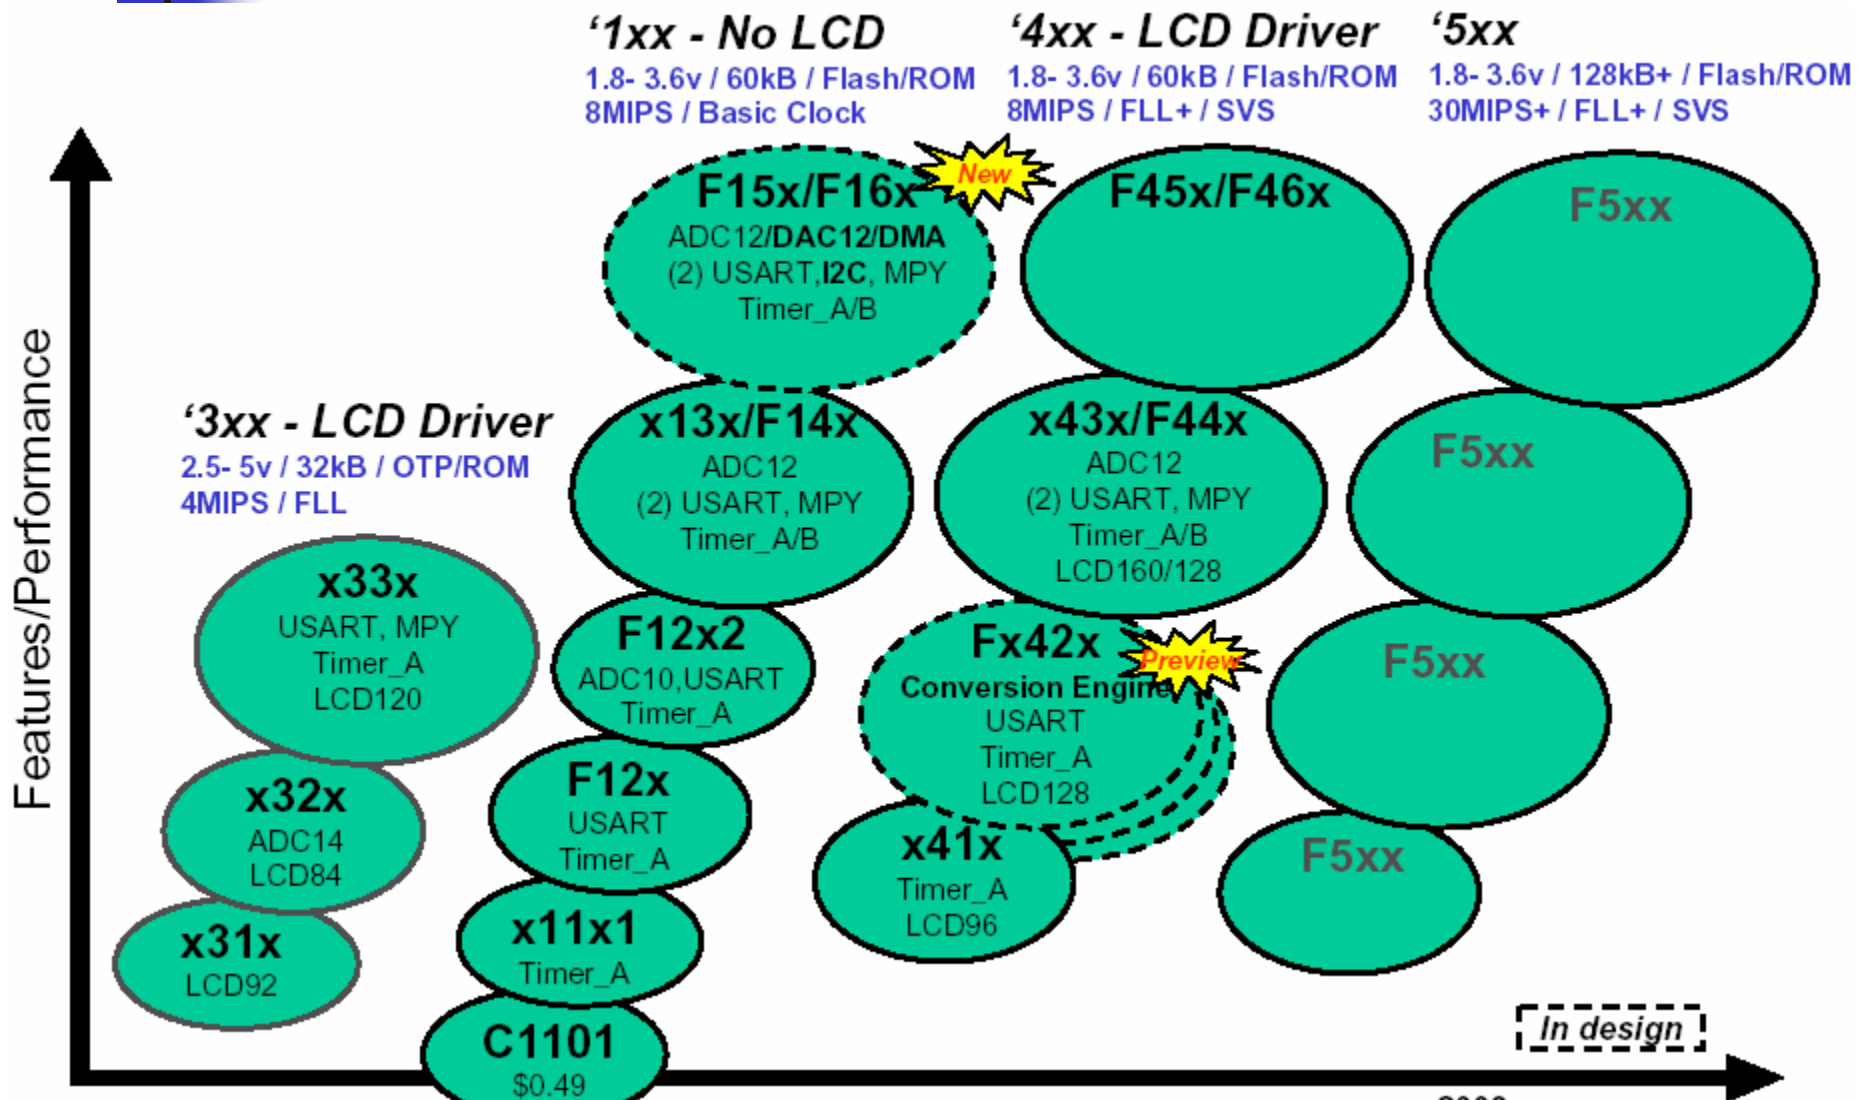 ‘1xx - No LCD
1.8- 3.6v / 60kB / Flash/ROM
8MIPS / Basic Clock
‘4xx - LCD Driver
1.8- 3.6v / 60kB / Flash/ROM
8MIPS / FLL+ / SVS
‘5xx
1.8- 3.6v / 128kB+ / Flash/ROM
30MIPS+ / FLL+ / SVS
Features/Performance
‘3xx - LCD Driver
2.5- 5v / 32kB / OTP/ROM
4MIPS / FLL
x33x
USART, MPY
Timer_A
LCD120
x32x
ADC14
LCD84
x31x
LCD92
F15x/F16x
New
ADC12/DAC12/DMA
(2) USART,I2C, MPY
Timer_A/B
x13x/F14x
ADC12
(2) USART, MPY
Timer_A/B
F12x2
ADC10,USART
Timer_A
F12x
USART
Timer_A
x11x1
Timer_A
C1101
$0.49
F45x/F46x
x43x/F44x
ADC12
(2) USART, MPY
Timer_A/B
LCD160/128
Fx42x
Preview
Conversion Engine
USART
Timer_A
LCD128
x41x
Timer_A
LCD96
F5xx
F5xx
F5xx
F5xx
In design